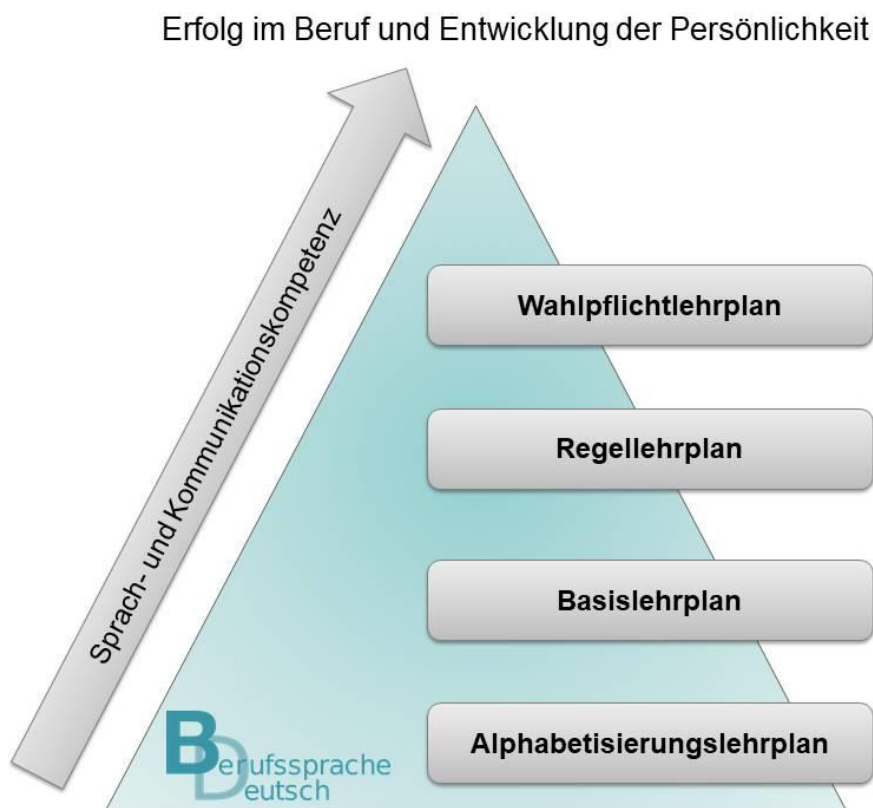 Erfolg im Beruf und Entwicklung der Persönlichkeit
Sprach- und Kommunikationskompetenz
Wahlpflichtlehrplan
Regellehrplan
Basislehrplan
Alphabetisierungslehrplan
Berufssprache
Deutsch